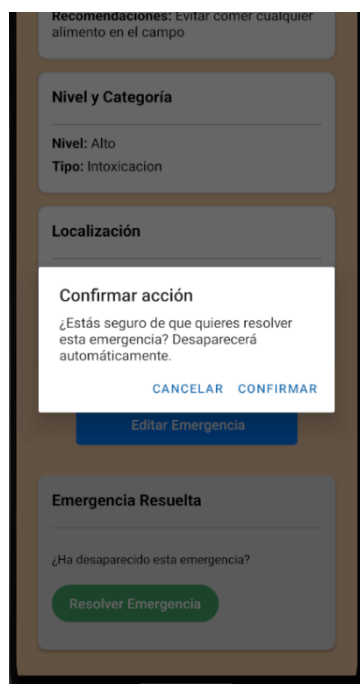 Recomendaciones: Evitar comer cualquier
alimento en el campo
Nivel y Categoría
Nivel: Alto
Tipo: Intoxicacion
Localización
Confirmar acción
¿Estás seguro de que quieres resolver
esta emergencia? Desaparecerá
automáticamente.
CANCELAR CONFIRMAR
Editar Emergencia
Emergencia Resuelta
¿Ha desaparecido esta emergencia?
Resolver Emergencia